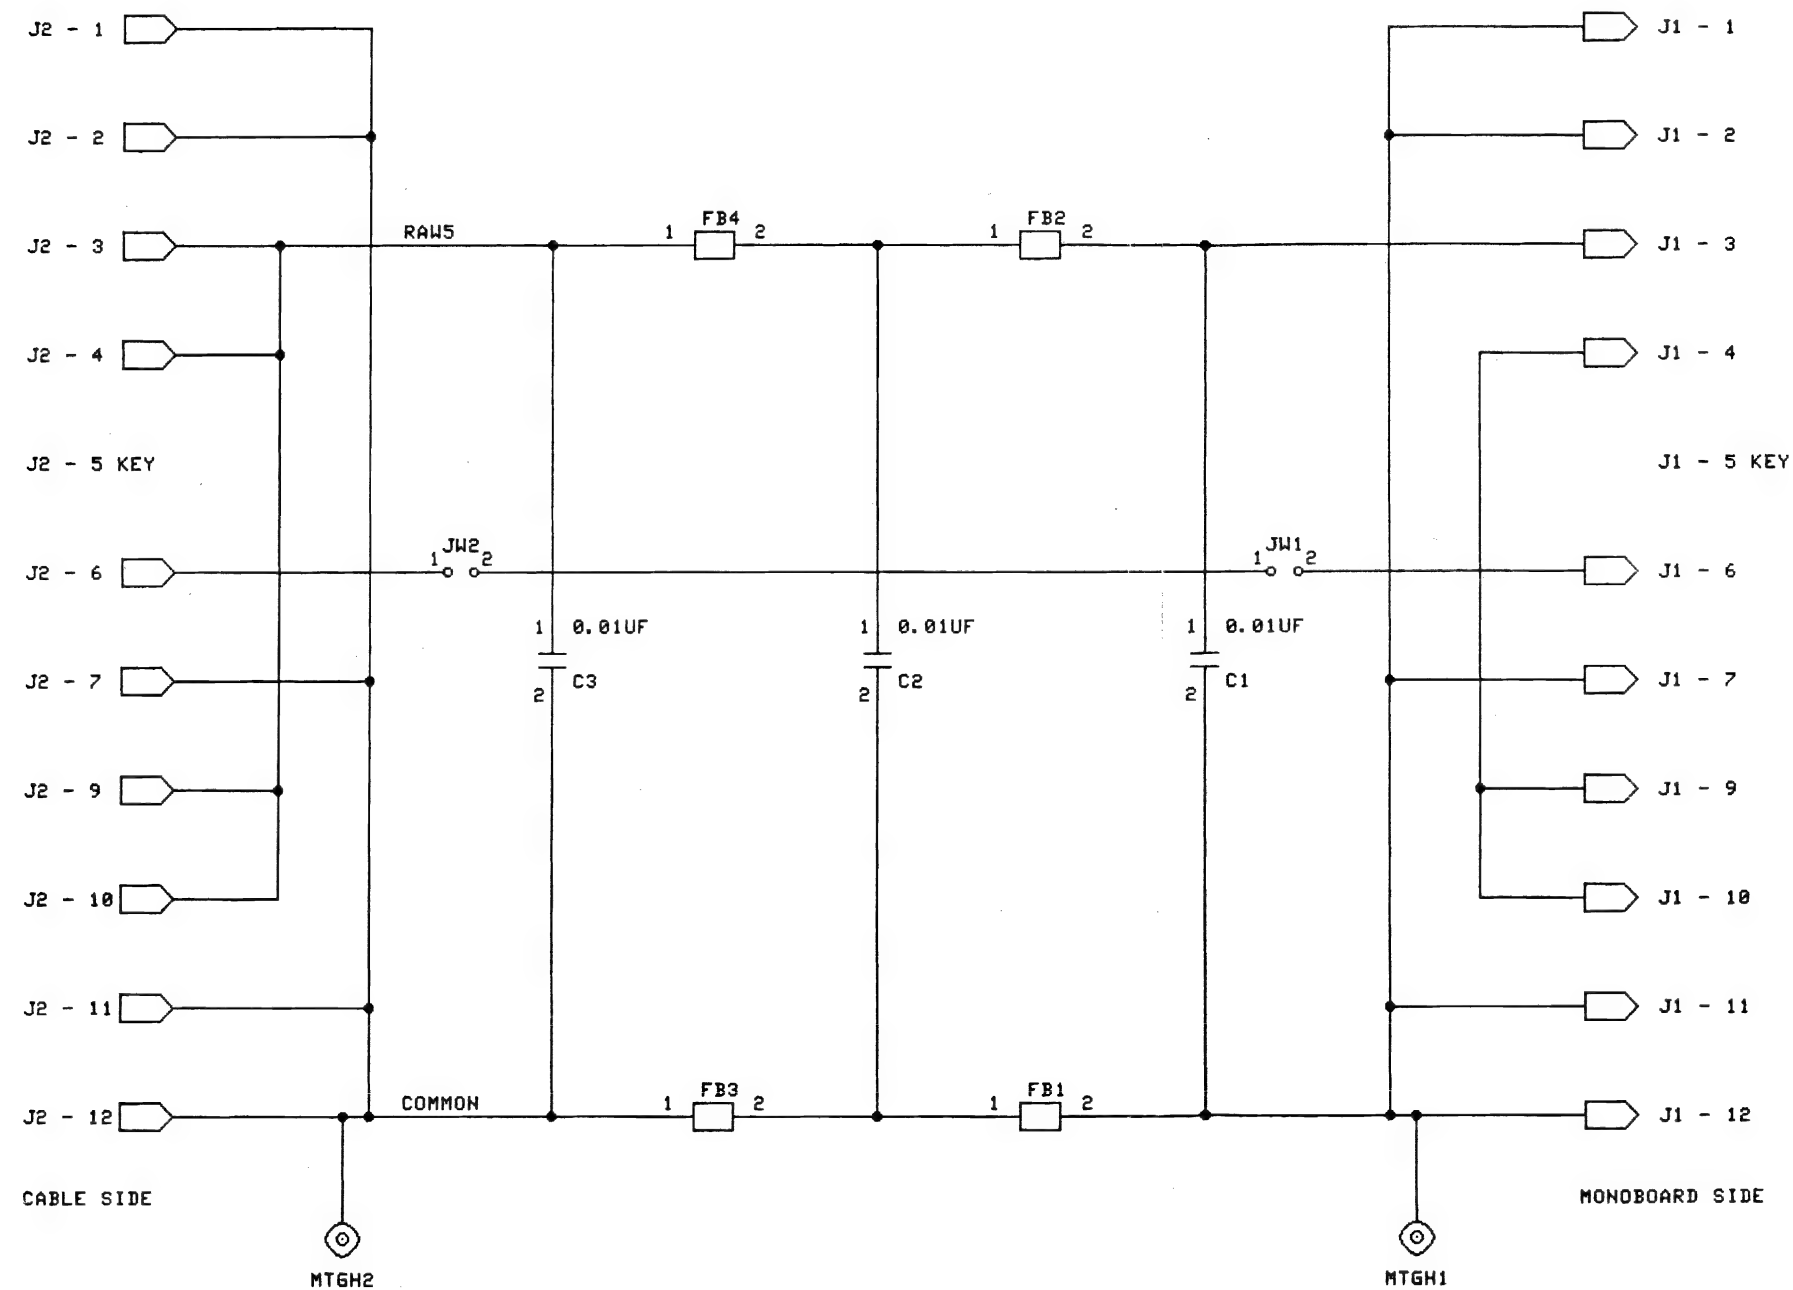 J2 - 1
J1 - 1
J2 - 2
J1 - 2
J2 - 3
RAW5
1 FB4 2
1 FB2 2
J1 - 3
J2 - 4
J1 - 4
J2 - 5 KEY
J1 - 5 KEY
J2 - 6
1 JW2 2
1 JW1 2
J1 - 6
1 0.01UF
1 0.01UF
1 0.01UF
J2 - 7
2 C3
2 C2
2 C1
J1 - 7
J2 - 9
J1 - 9
J2 - 10
J1 - 10
J2 - 11
J1 - 11
J2 - 12
COMMON
1 FB3 2
1 FB1 2
J1 - 12
CABLE SIDE
MONOBOARD SIDE
MTGH2
MTGH1